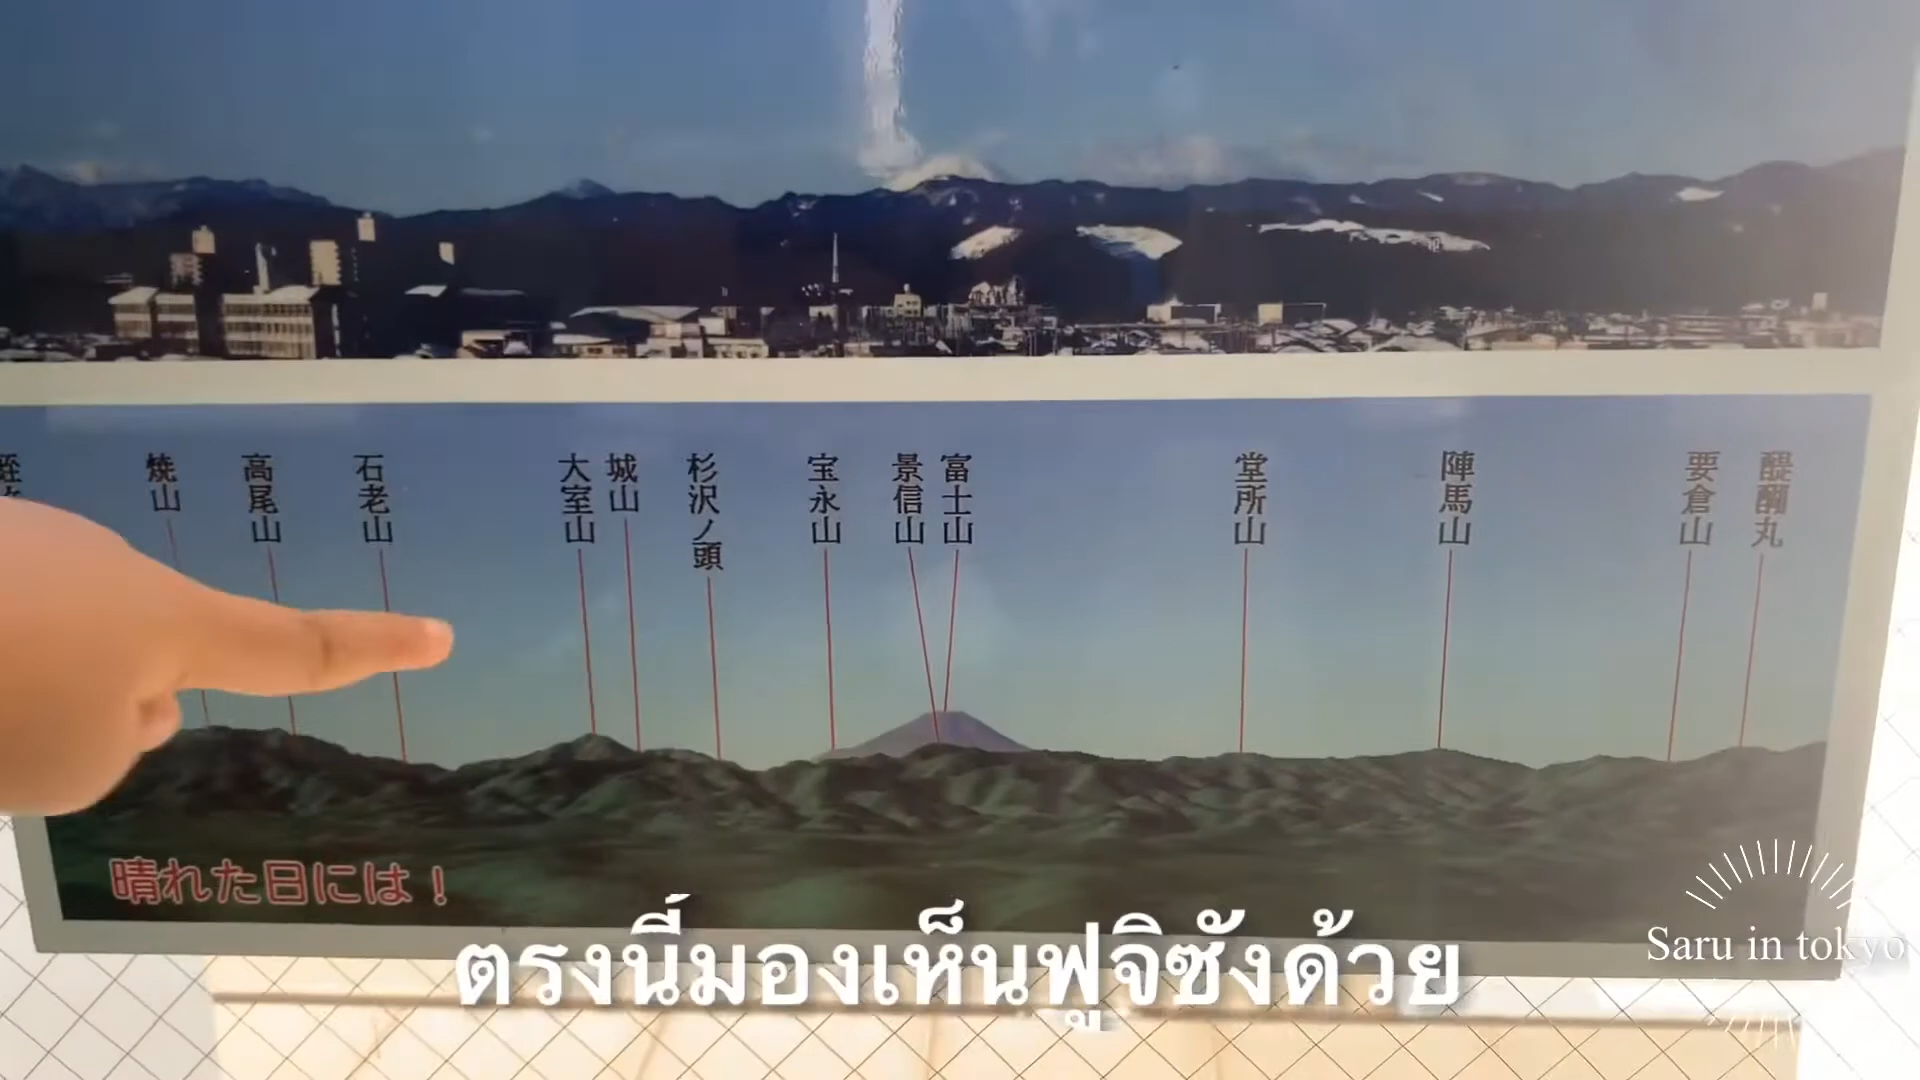 焼山
高尾山
石老山
大室山
城山
杉沢ノ頭
宝永山
景信山
富士山
堂所山
陣馬山
要倉山
醍醐丸
晴れた日には！
ตรงนี้มองเห็นฟูจิซังด้วย
Saru in tokyo